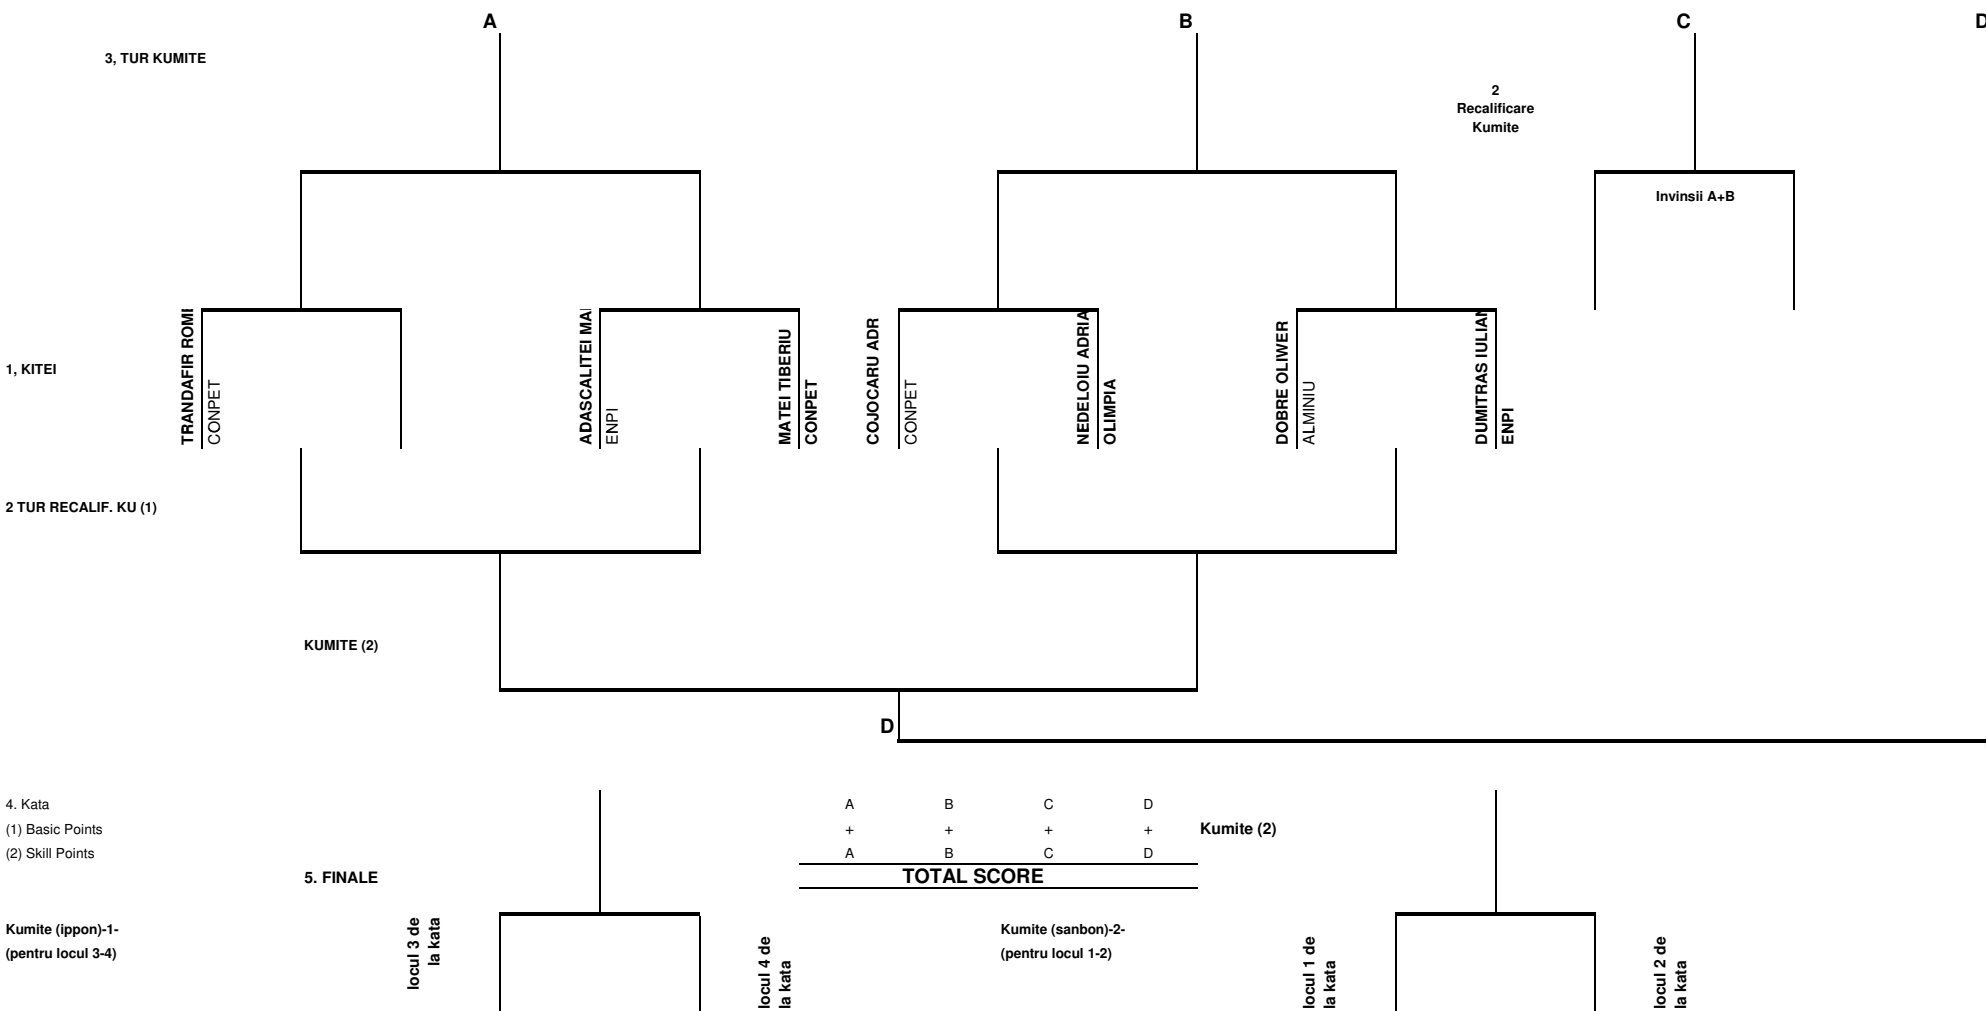 A
B
C
D
3, TUR KUMITE
2
Recalificare
Kumite
Invinsii A+B
1, KITEI
TRANDAFIR ROMI
CONPET
ADASCALITEI MA
ENPI
MATEI TIBERIU
CONPET
COJOCARU ADR
CONPET
NEDELOIU ADRIA
OLIMPIA
DOBRE OLIWER
ALMINIU
DUMITRAS IULIAN
ENPI
2 TUR RECALIF. KU (1)
KUMITE (2)
D
4. Kata
A B C D
(1) Basic Points
+ + + + Kumite (2)
(2) Skill Points
A B C D
5. FINALE
TOTAL SCORE
Kumite (ippon)-1-
(pentru locul 3-4)
locul 3 de
la kata
locul 4 de
la kata
Kumite (sanbon)-2-
(pentru locul 1-2)
locul 1 de
la kata
locul 2 de
la kata